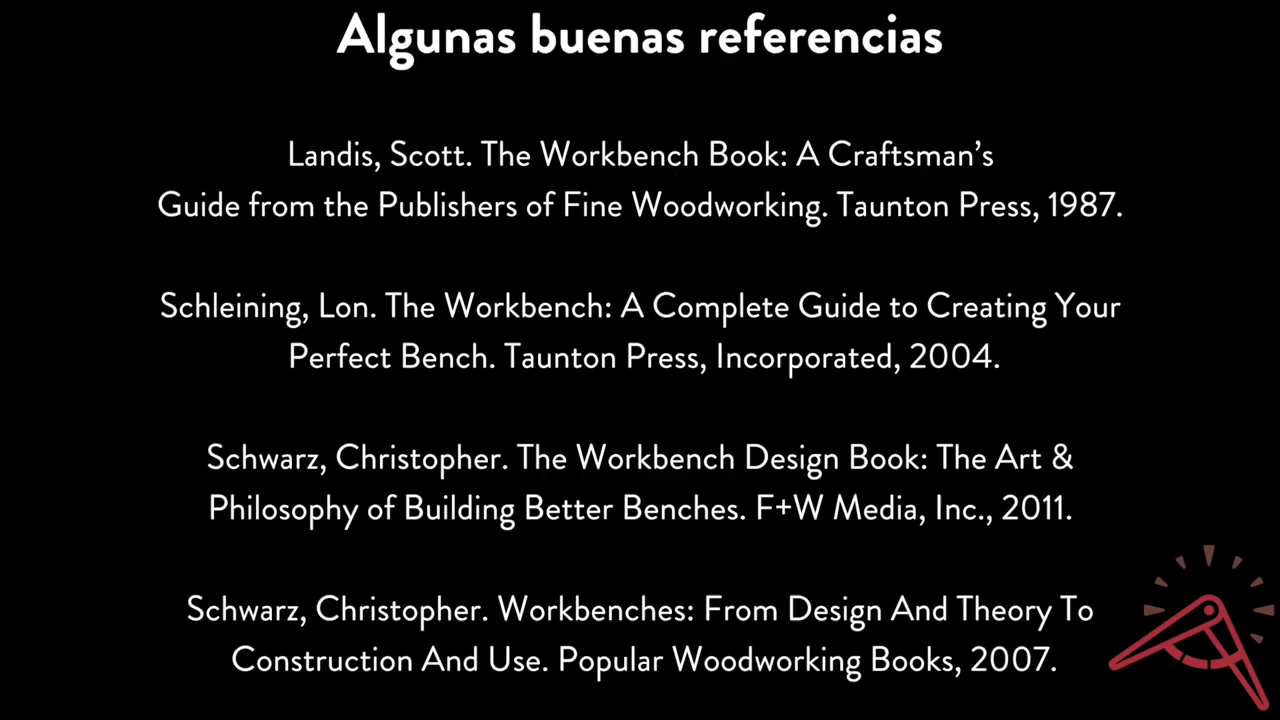 Algunas buenas referencias
Landis, Scott. The Workbench Book: A Craftsman’s
Guide from the Publishers of Fine Woodworking. Taunton Press, 1987.
Schleining, Lon. The Workbench: A Complete Guide to Creating Your
Perfect Bench. Taunton Press, Incorporated, 2004.
Schwarz, Christopher. The Workbench Design Book: The Art &
Philosophy of Building Better Benches. F+W Media, Inc., 2011.
Schwarz, Christopher. Workbenches: From Design And Theory To
Construction And Use. Popular Woodworking Books, 2007.